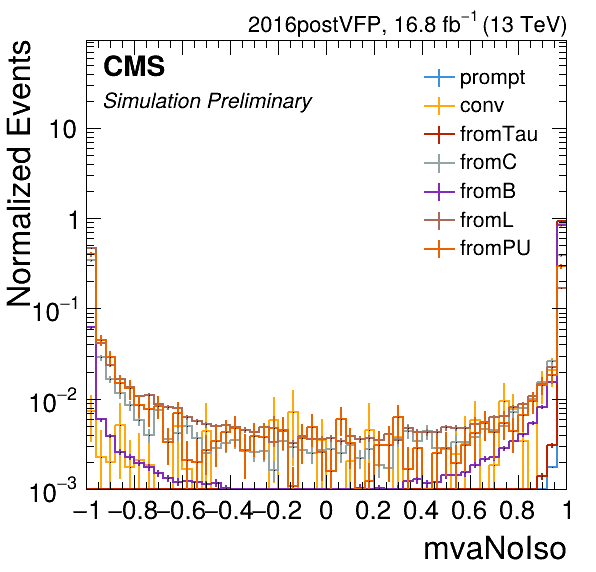 2016postVFP, 16.8 fb⁻¹ (13 TeV)
CMS
Simulation Preliminary
prompt
conv
fromTau
fromC
fromB
fromL
fromPU
Normalized Events
10
1
10⁻¹
10⁻²
10⁻³
−1 −0.8 −0.6 −0.4 −0.2 0 0.2 0.4 0.6 0.8 1
mvaNoIso